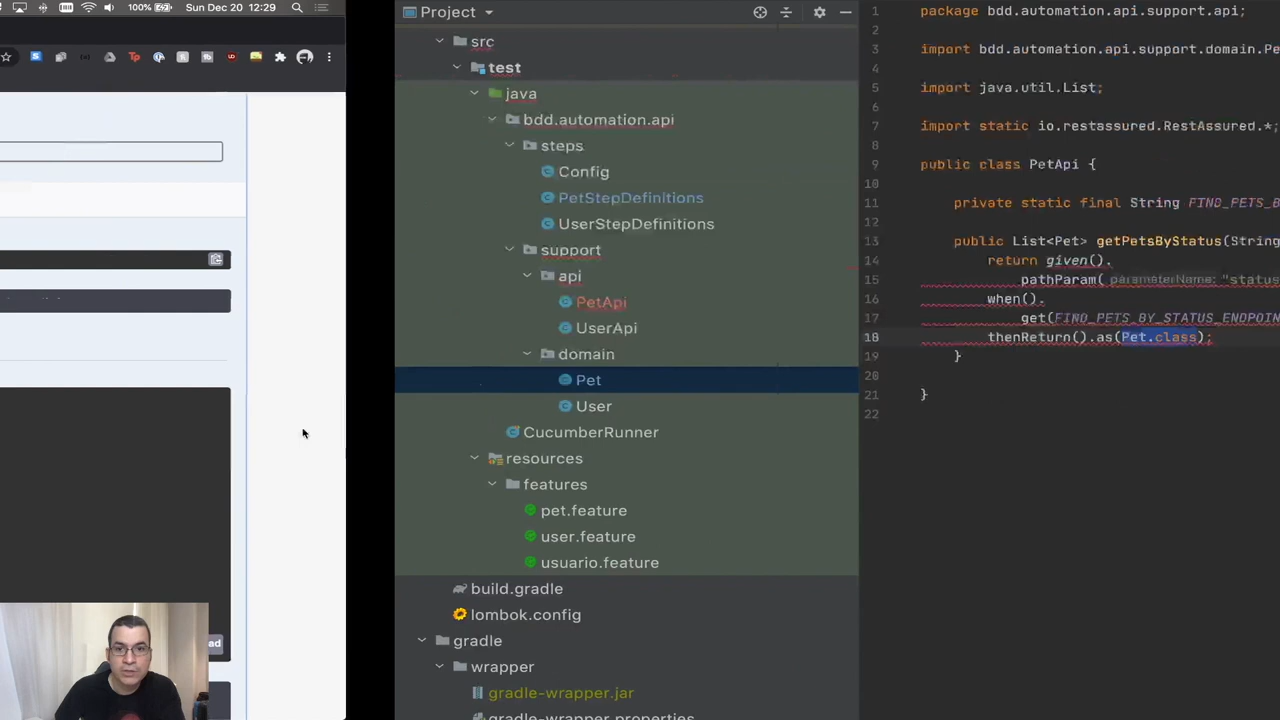 100%
Sun Dec 20 12:29
Project
src
test
java
bdd.automation.api
steps
Config
PetStepDefinitions
UserStepDefinitions
support
api
PetApi
UserApi
domain
Pet
User
CucumberRunner
resources
features
pet.feature
user.feature
usuario.feature
build.gradle
lombok.config
gradle
wrapper
gradle-wrapper.jar
gradle-wrapper.properties
1 package bdd.automation.api.support.api;
2
3 import bdd.automation.api.support.domain.Pe
4
5 import java.util.List;
6
7 import static io.restassured.RestAssured.*;
8
9 public class PetApi {
10
11 private static final String FIND_PETS_B
12
13 public List<Pet> getPetsByStatus(String
14 return given().
15 pathParam( parameterName: "status
16 when().
17 get(FIND_PETS_BY_STATUS_ENDPOIN
18 thenReturn().as(Pet.class);
19 }
20
21 }
22